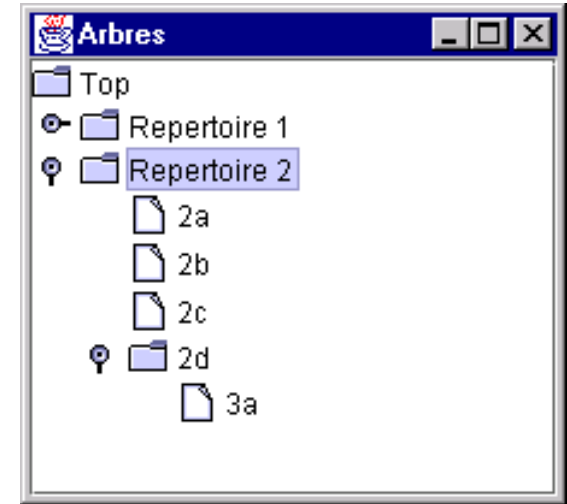 Arbres
Top
Repertoire 1
Repertoire 2
2a
2b
2c
2d
3a